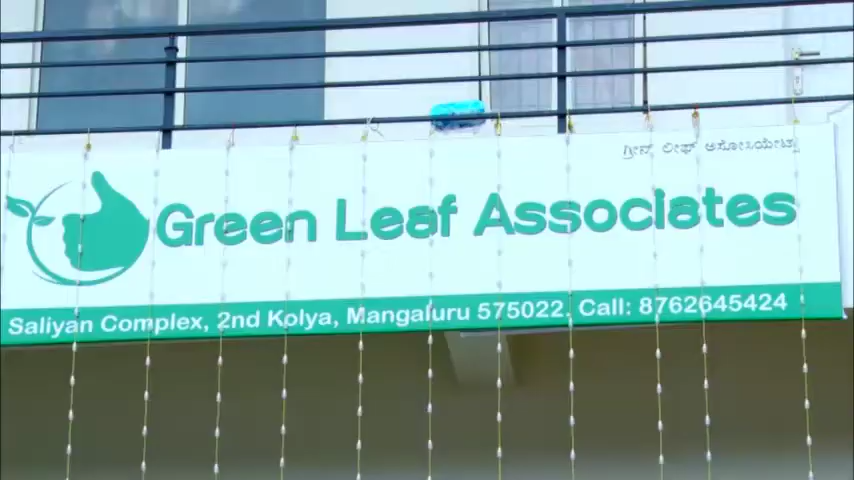 ಗ್ರೀನ್ ಲೀಫ್ ಅಸೋಸಿಯೇಟ್ಸ್
Green Leaf Associates
Saliyan Complex, 2nd Kolya, Mangaluru 575022. Call: 8762645424